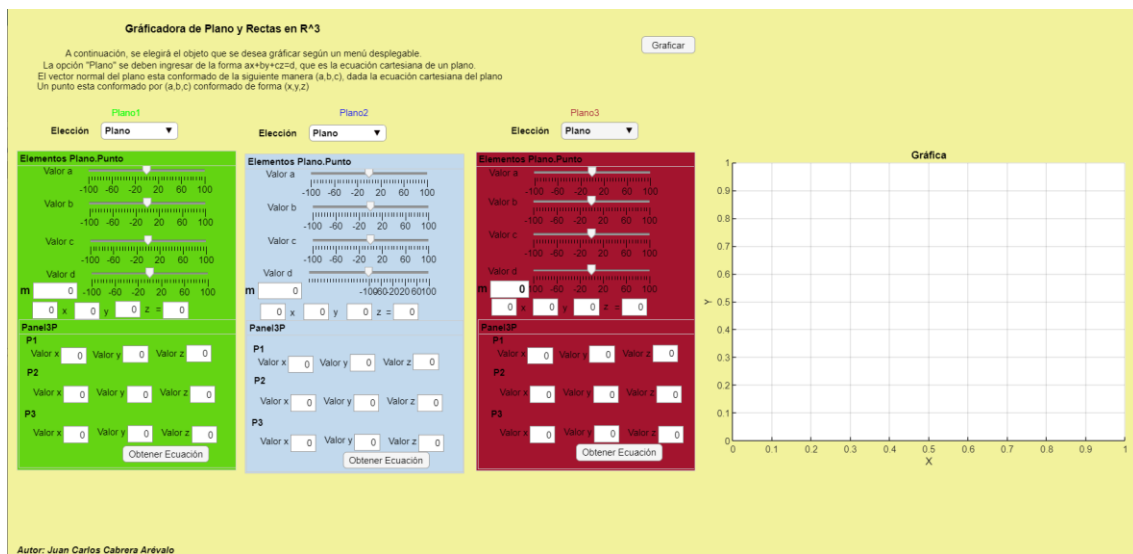 Gráficadora de Plano y Rectas en R^3
Graficar
A continuación, se elegirá el objeto que se desea gráficar según un menú desplegable.
La opción "Plano" se deben ingresar de la forma ax+by+cz=d, que es la ecuación cartesiana de un plano.
El vector normal del plano esta conformado de la siguiente manera (a,b,c), dada la ecuación cartesiana del plano
Un punto esta conformado por (a,b,c) conformado de forma (x,y,z)
Plano1
Elección Plano
Elementos Plano.Punto
Valor a
-100 -60 -20 20 60 100
Valor b
-100 -60 -20 20 60 100
Valor c
-100 -60 -20 20 60 100
Valor d
m 0 -100 -60 -20 20 60 100
0 x 0 y 0 z = 0
Panel3P
P1
Valor x 0 Valor y 0 Valor z 0
P2
Valor x 0 Valor y 0 Valor z 0
P3
Valor x 0 Valor y 0 Valor z 0
Obtener Ecuación
Plano2
Elección Plano
Elementos Plano.Punto
Valor a
-100 -60 -20 20 60 100
Valor b
-100 -60 -20 20 60 100
Valor c
-100 -60 -20 20 60 100
Valor d
m 0 -100-60-20 20 60 100
0 x 0 y 0 z = 0
Panel3P
P1
Valor x 0 Valor y 0 Valor z 0
P2
Valor x 0 Valor y 0 Valor z 0
P3
Valor x 0 Valor y 0 Valor z 0
Obtener Ecuación
Plano3
Elección Plano
Elementos Plano.Punto
Valor a
-100 -60 -20 20 60 100
Valor b
-100 -60 -20 20 60 100
Valor c
-100 -60 -20 20 60 100
Valor d
m 0 -60 -20 20 60 100
0 x 0 y 0 z = 0
Panel3P
P1
Valor x 0 Valor y 0 Valor z 0
P2
Valor x 0 Valor y 0 Valor z 0
P3
Valor x 0 Valor y 0 Valor z 0
Obtener Ecuación
Gráfica
1
0.9
0.8
0.7
0.6
Y 0.5
0.4
0.3
0.2
0.1
0
0 0.1 0.2 0.3 0.4 0.5 0.6 0.7 0.8 0.9 1
X
Autor: Juan Carlos Cabrera Arévalo